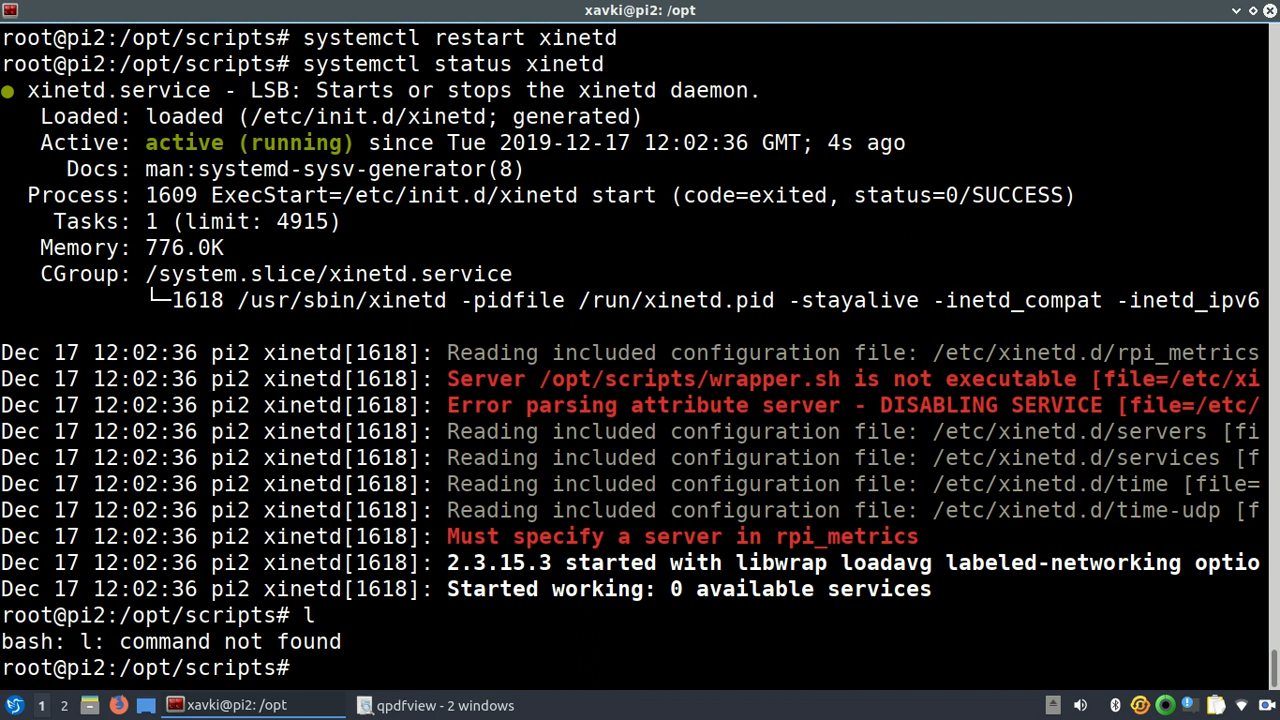 xavki@pi2: /opt
root@pi2:/opt/scripts# systemctl restart xinetd
root@pi2:/opt/scripts# systemctl status xinetd
● xinetd.service - LSB: Starts or stops the xinetd daemon.
Loaded: loaded (/etc/init.d/xinetd; generated)
Active: active (running) since Tue 2019-12-17 12:02:36 GMT; 4s ago
Docs: man:systemd-sysv-generator(8)
Process: 1609 ExecStart=/etc/init.d/xinetd start (code=exited, status=0/SUCCESS)
Tasks: 1 (limit: 4915)
Memory: 776.0K
CGroup: /system.slice/xinetd.service
└─1618 /usr/sbin/xinetd -pidfile /run/xinetd.pid -stayalive -inetd_compat -inetd_ipv6
Dec 17 12:02:36 pi2 xinetd[1618]: Reading included configuration file: /etc/xinetd.d/rpi_metrics
Dec 17 12:02:36 pi2 xinetd[1618]: Server /opt/scripts/wrapper.sh is not executable [file=/etc/xi
Dec 17 12:02:36 pi2 xinetd[1618]: Error parsing attribute server - DISABLING SERVICE [file=/etc/
Dec 17 12:02:36 pi2 xinetd[1618]: Reading included configuration file: /etc/xinetd.d/servers [fi
Dec 17 12:02:36 pi2 xinetd[1618]: Reading included configuration file: /etc/xinetd.d/services [f
Dec 17 12:02:36 pi2 xinetd[1618]: Reading included configuration file: /etc/xinetd.d/time [file=
Dec 17 12:02:36 pi2 xinetd[1618]: Reading included configuration file: /etc/xinetd.d/time-udp [f
Dec 17 12:02:36 pi2 xinetd[1618]: Must specify a server in rpi_metrics
Dec 17 12:02:36 pi2 xinetd[1618]: 2.3.15.3 started with libwrap loadavg labeled-networking optio
Dec 17 12:02:36 pi2 xinetd[1618]: Started working: 0 available services
root@pi2:/opt/scripts# l
bash: l: command not found
root@pi2:/opt/scripts#
1 2 xavki@pi2: /opt qpdfview - 2 windows